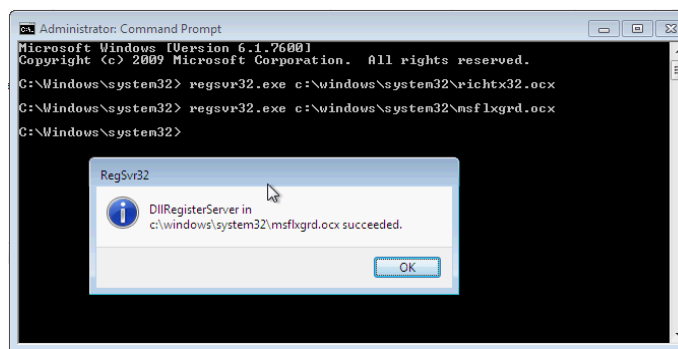 Administrator: Command Prompt
Microsoft Windows [Version 6.1.7600]
Copyright (c) 2009 Microsoft Corporation.  All rights reserved.
C:\Windows\system32> regsvr32.exe c:\windows\system32\richtx32.ocx
C:\Windows\system32> regsvr32.exe c:\windows\system32\msflxgrd.ocx
C:\Windows\system32>
RegSvr32
DllRegisterServer in
c:\windows\system32\msflxgrd.ocx succeeded.
OK